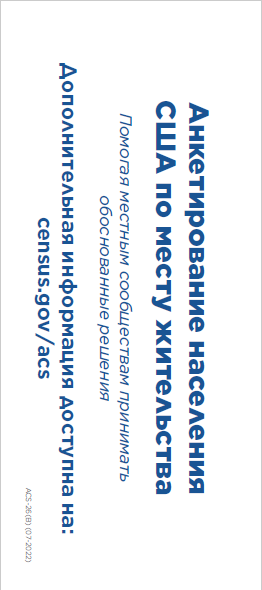 Анкетирование населения
США по месту жительства
Помогая местным сообществам принимать
обоснованные решения
Дополнительная информация доступна на:
census.gov/acs
ACS-26(B) (07-2022)